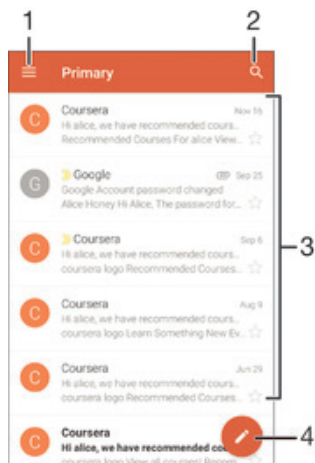 1
2
Primary
C
Coursera
Nov 16
Hi alice, we have recommended cours...
Recommended Courses For alice View...
G
Google
Sep 25
Google Account password changed
Alice Honey Hi Alice, The password for...
C
Coursera
Sep 6
Hi alice, we have recommended cours...
coursera logo Recommended Courses...
3
C
Coursera
Aug 9
Hi alice, we have recommended cours...
coursera logo Learn Something New Ev...
C
Coursera
Jun 29
Hi alice, we have recommended cours...
coursera logo Recommended Courses...
C
Coursera
Hi alice, we have recommended
4
coursera logo View all courses!